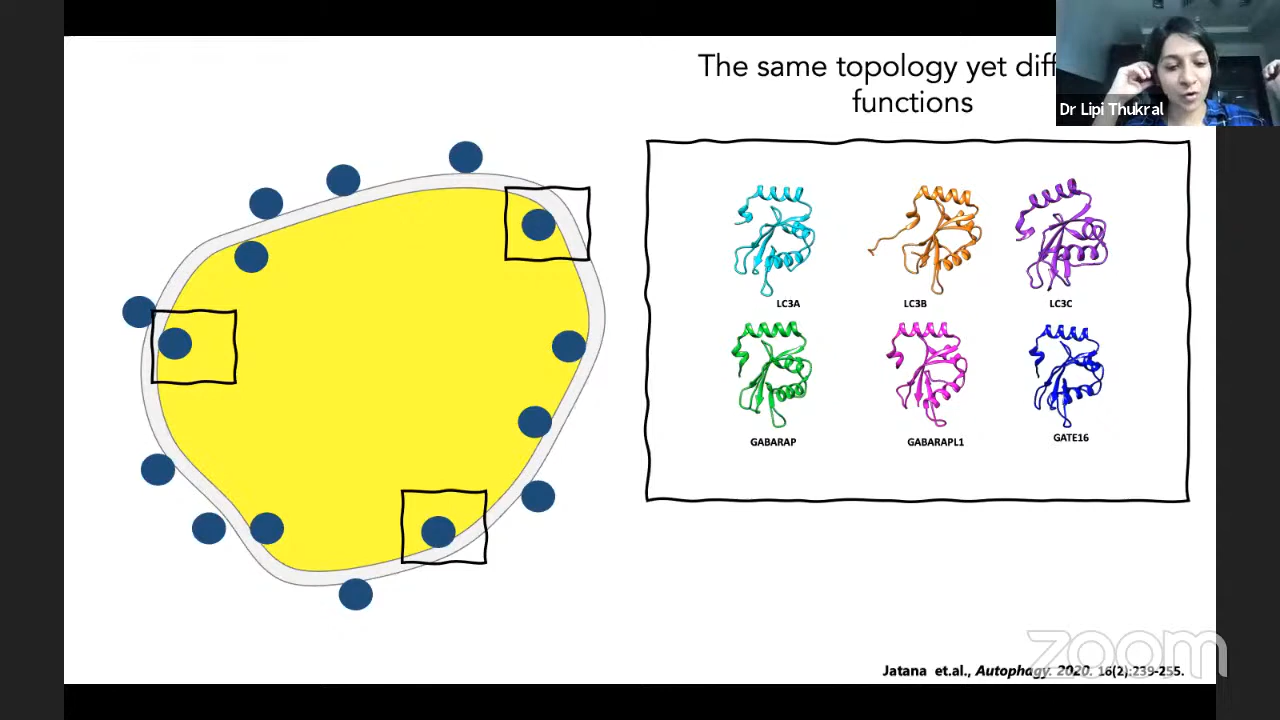 The same topology yet diff
functions
Dr Lipi Thukral
LC3A
LC3B
LC3C
GABARAP
GABARAPL1
GATE16
zoom
Jatana et.al., Autophagy. 2020. 16(2):239-255.